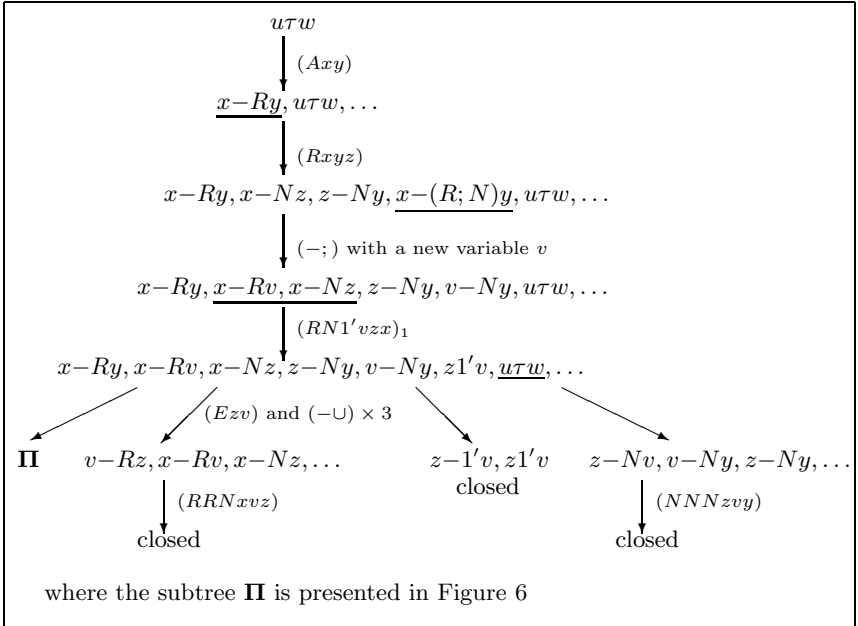 uτw
(Axy)
x−Ry, uτw, …
(Rxyz)
x−Ry, x−Nz, z−Ny, x−(R; N)y, uτw, …
(−;) with a new variable v
x−Ry, x−Rv, x−Nz, z−Ny, v−Ny, uτw, …
(RN1′vzx)₁
x−Ry, x−Rv, x−Nz, z−Ny, v−Ny, z1′v, uτw, …
(Ezv) and (−∪) × 3
Π v−Rz, x−Rv, x−Nz, … z−1′v, z1′v z−Nv, v−Ny, z−Ny, …
closed
(RRNxvz) (NNNzvy)
closed closed
where the subtree Π is presented in Figure 6